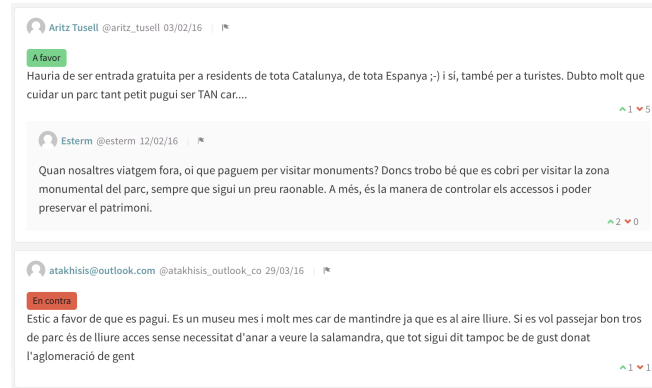 Aritz Tusell @aritz_tusell 03/02/16
A favor
Hauria de ser entrada gratuita per a residents de tota Catalunya, de tota Espanya ;-) i sí, també per a turistes. Dubto molt que
cuidar un parc tant petit pugui ser TAN car....
1 5
Esterm @esterm 12/02/16
Quan nosaltres viatgem fora, oi que paguem per visitar monuments? Doncs trobo bé que es cobri per visitar la zona
monumental del parc, sempre que sigui un preu raonable. A més, és la manera de controlar els accessos i poder
preservar el patrimoni.
2 0
atakhisis@outlook.com @atakhisis_outlook_co 29/03/16
En contra
Estic a favor de que es pagui. Es un museu mes i molt mes car de mantindre ja que es al aire lliure. Si es vol passejar bon tros
de parc és de lliure acces sense necessitat d'anar a veure la salamandra, que tot sigui dit tampoc be de gust donat
l'aglomeració de gent
1 1